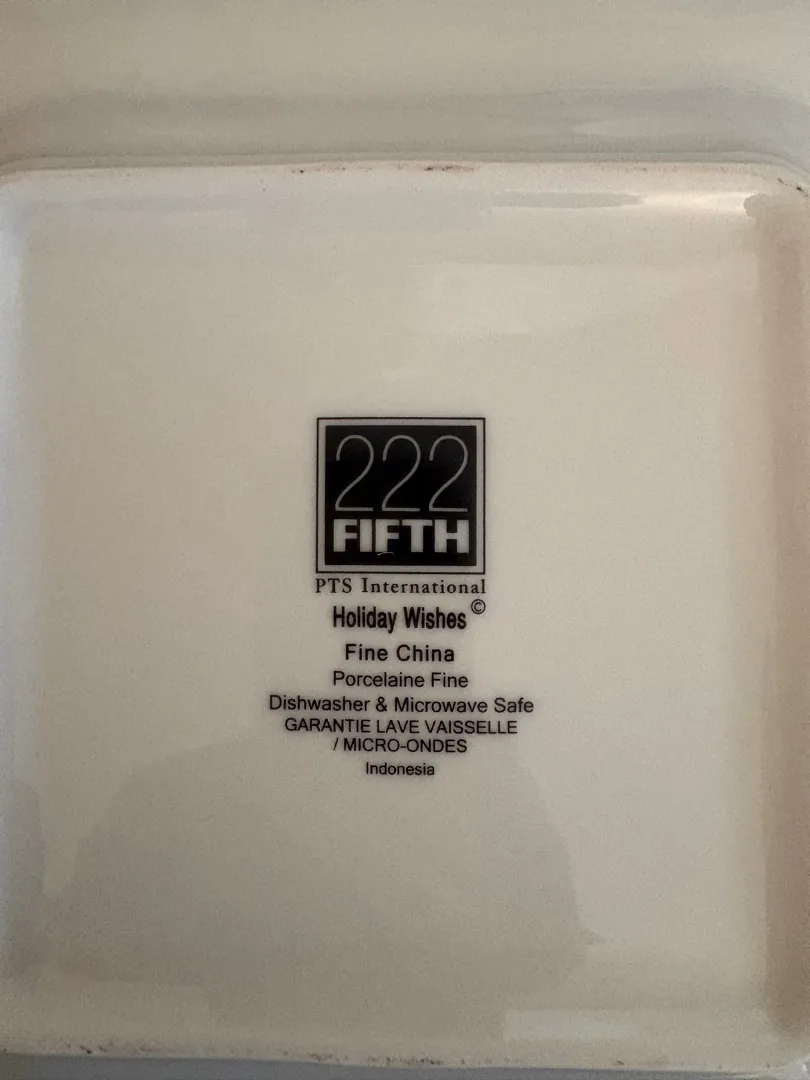 222
FIFTH
PTS International
Holiday Wishes©
Fine China
Porcelaine Fine
Dishwasher & Microwave Safe
GARANTIE LAVE VAISSELLE
/ MICRO-ONDES
Indonesia